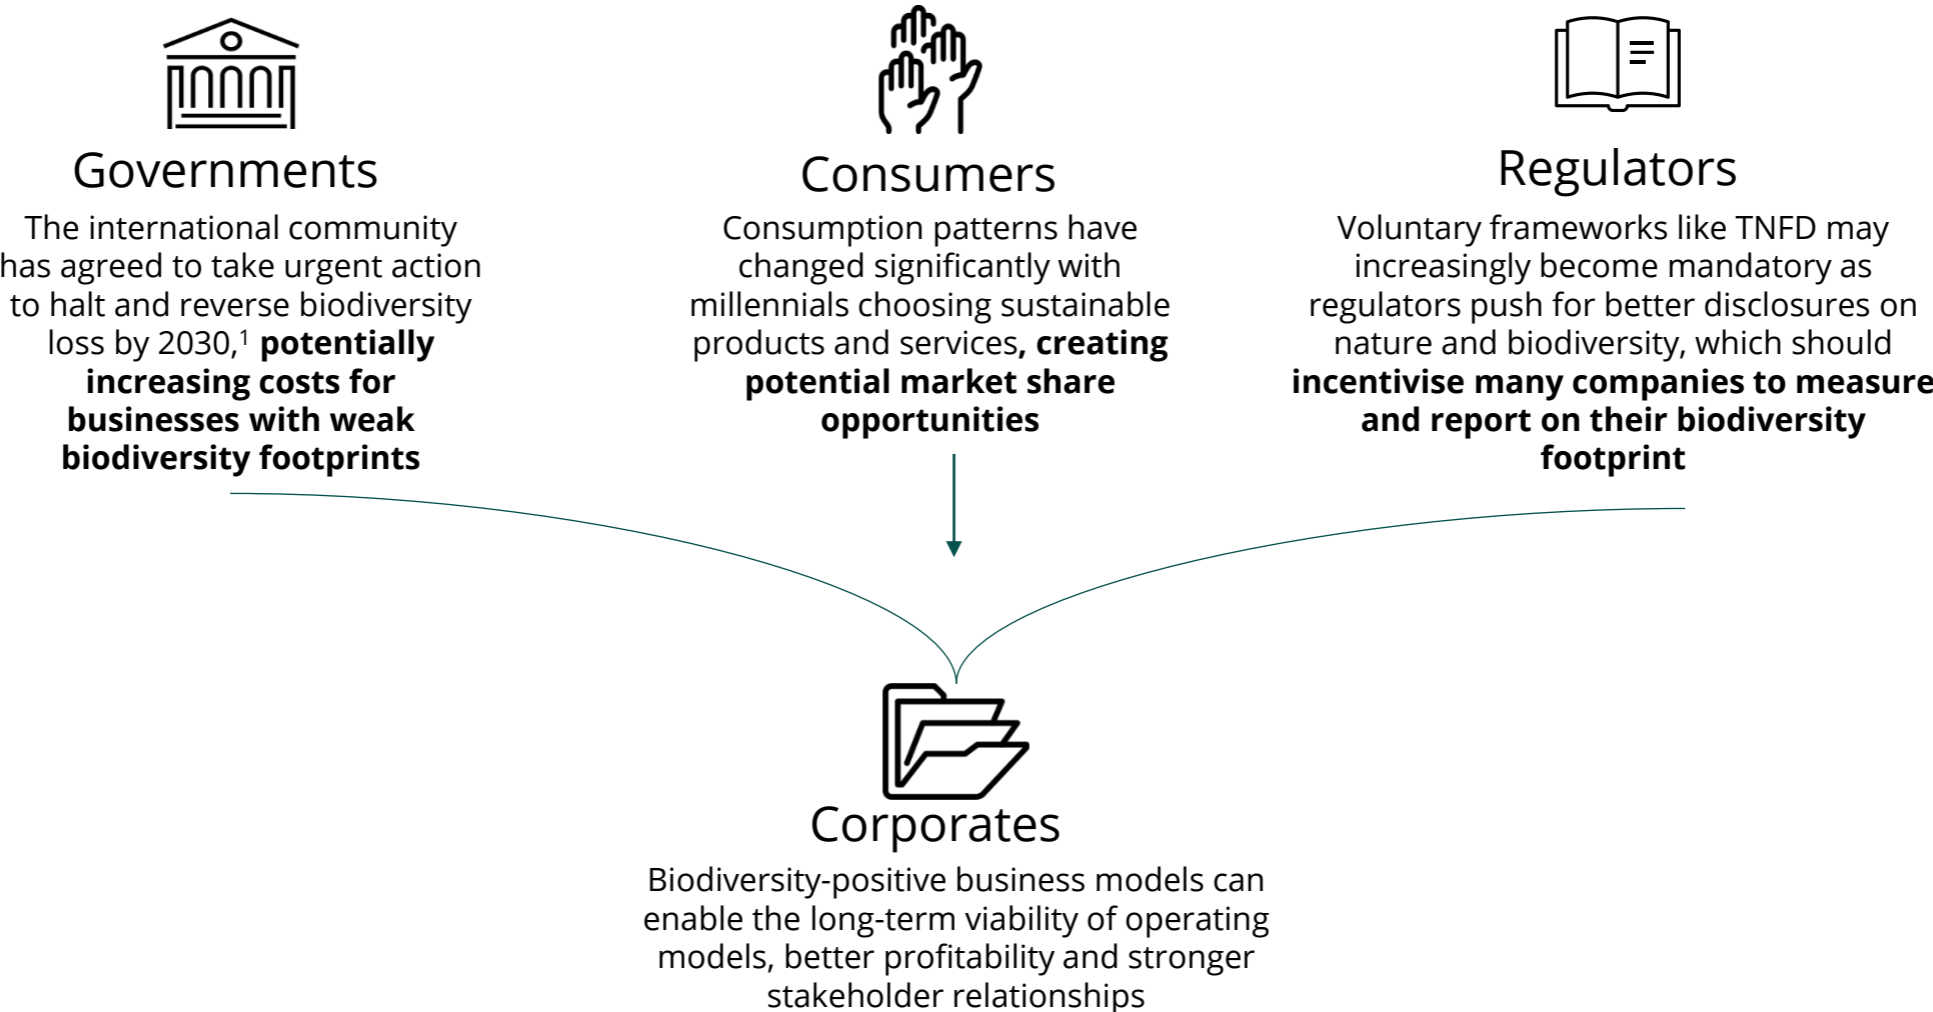 Governments
The international community
has agreed to take urgent action
to halt and reverse biodiversity
loss by 2030,¹ potentially
increasing costs for
businesses with weak
biodiversity footprints
Consumers
Consumption patterns have
changed significantly with
millennials choosing sustainable
products and services, creating
potential market share
opportunities
Regulators
Voluntary frameworks like TNFD may
increasingly become mandatory as
regulators push for better disclosures on
nature and biodiversity, which should
incentivise many companies to measure
and report on their biodiversity
footprint
Corporates
Biodiversity-positive business models can
enable the long-term viability of operating
models, better profitability and stronger
stakeholder relationships